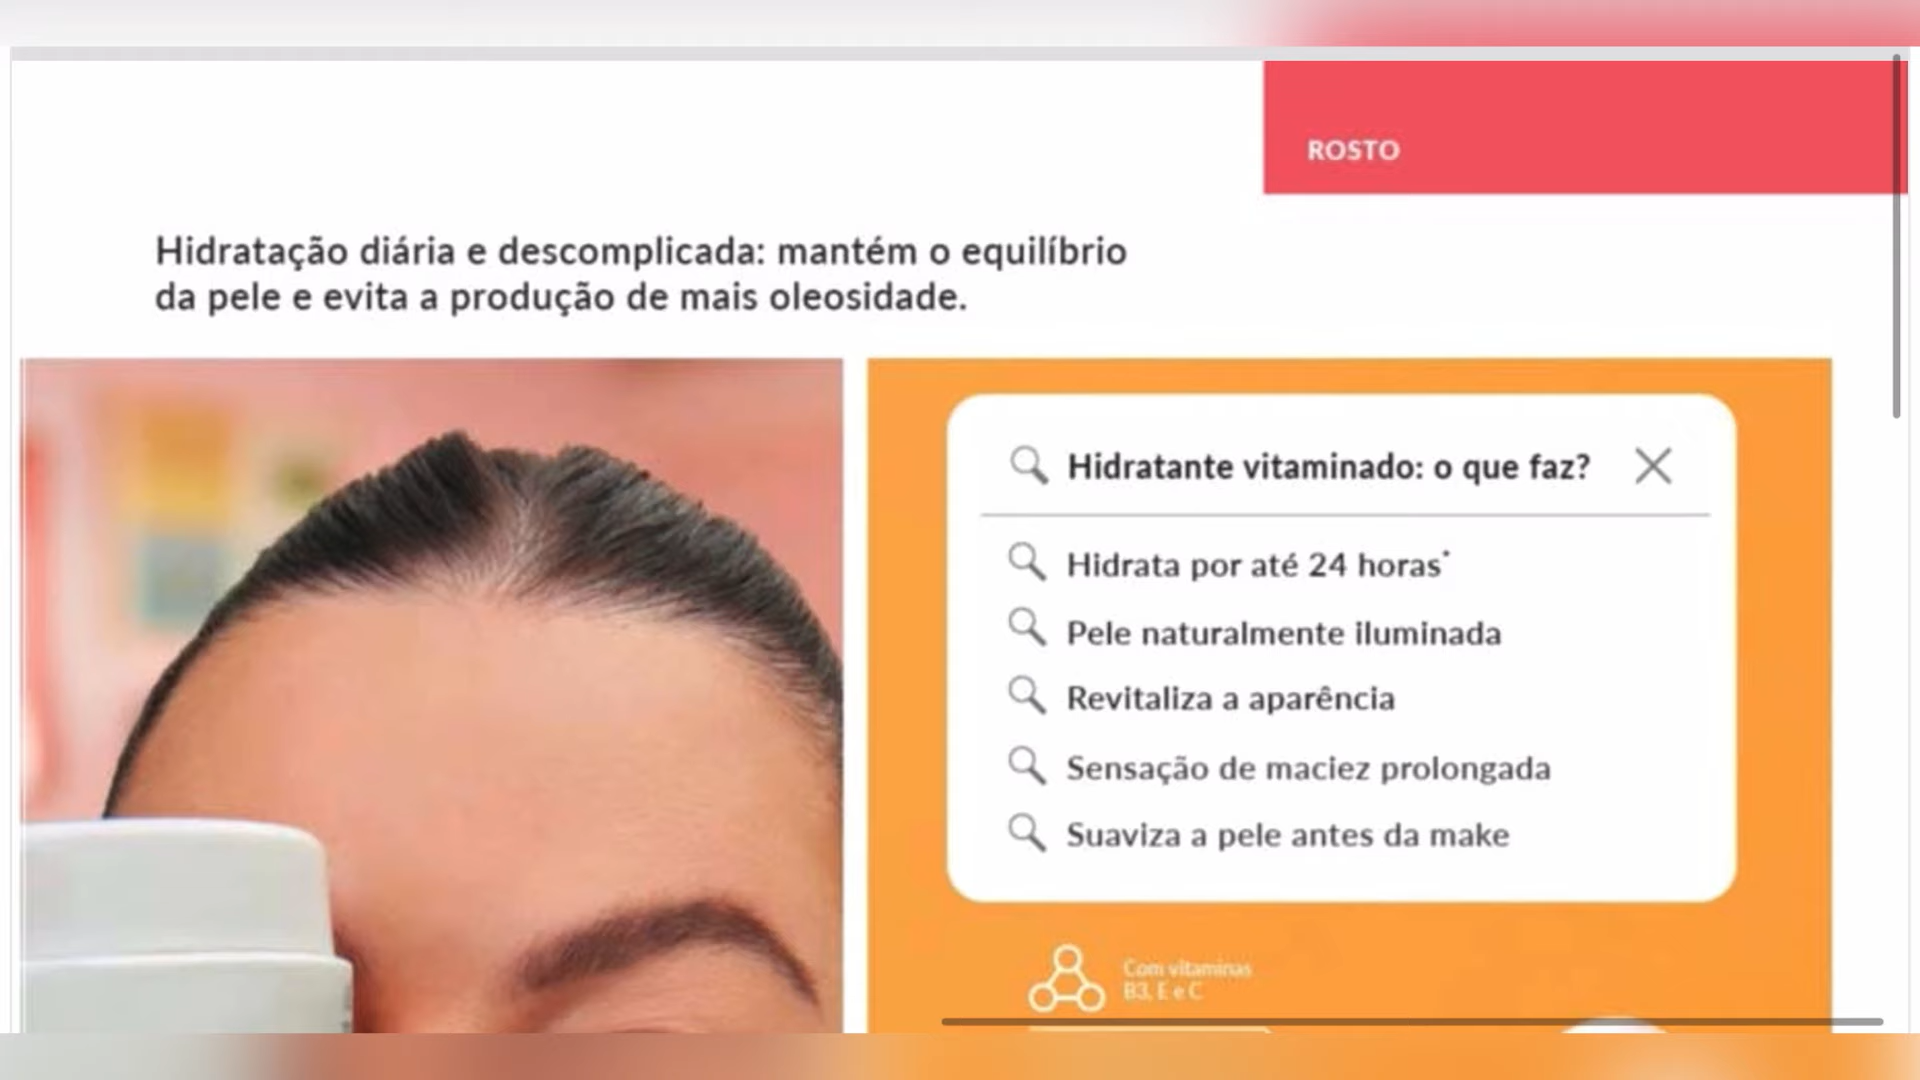 ROSTO
Hidratação diária e descomplicada: mantém o equilíbrio
da pele e evita a produção de mais oleosidade.
Hidratante vitaminado: o que faz?
Hidrata por até 24 horas*
Pele naturalmente iluminada
Revitaliza a aparência
Sensação de maciez prolongada
Suaviza a pele antes da make
Com vitaminas
B3, E e C